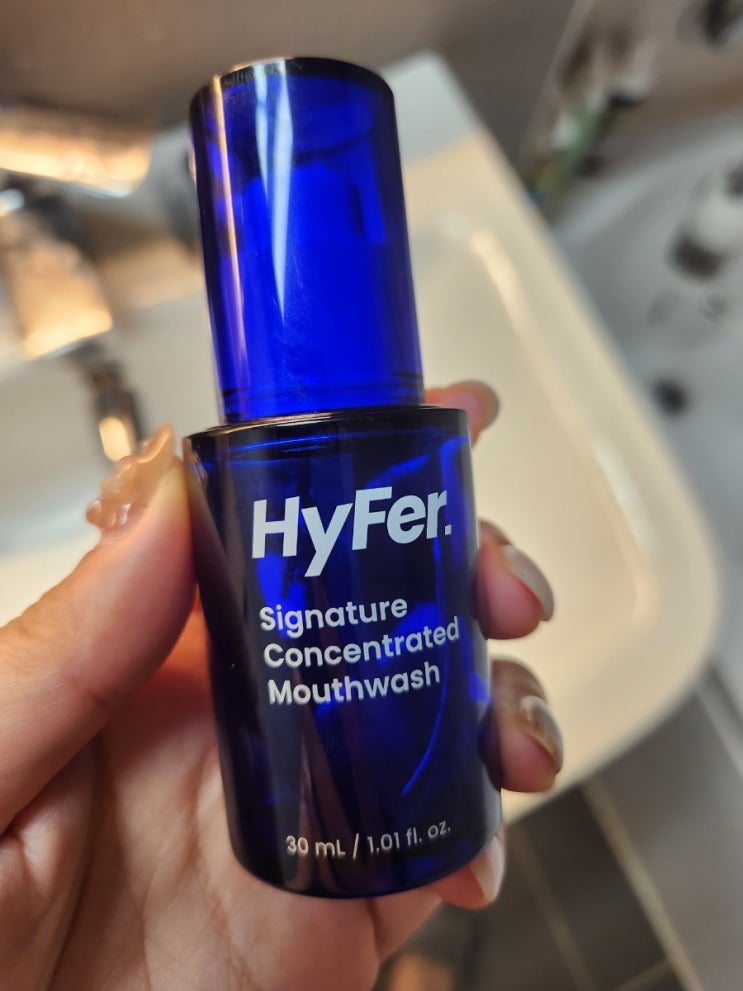 HyFer.
Signature
Concentrated
Mouthwash
30 mL / 1.01 fl. oz.